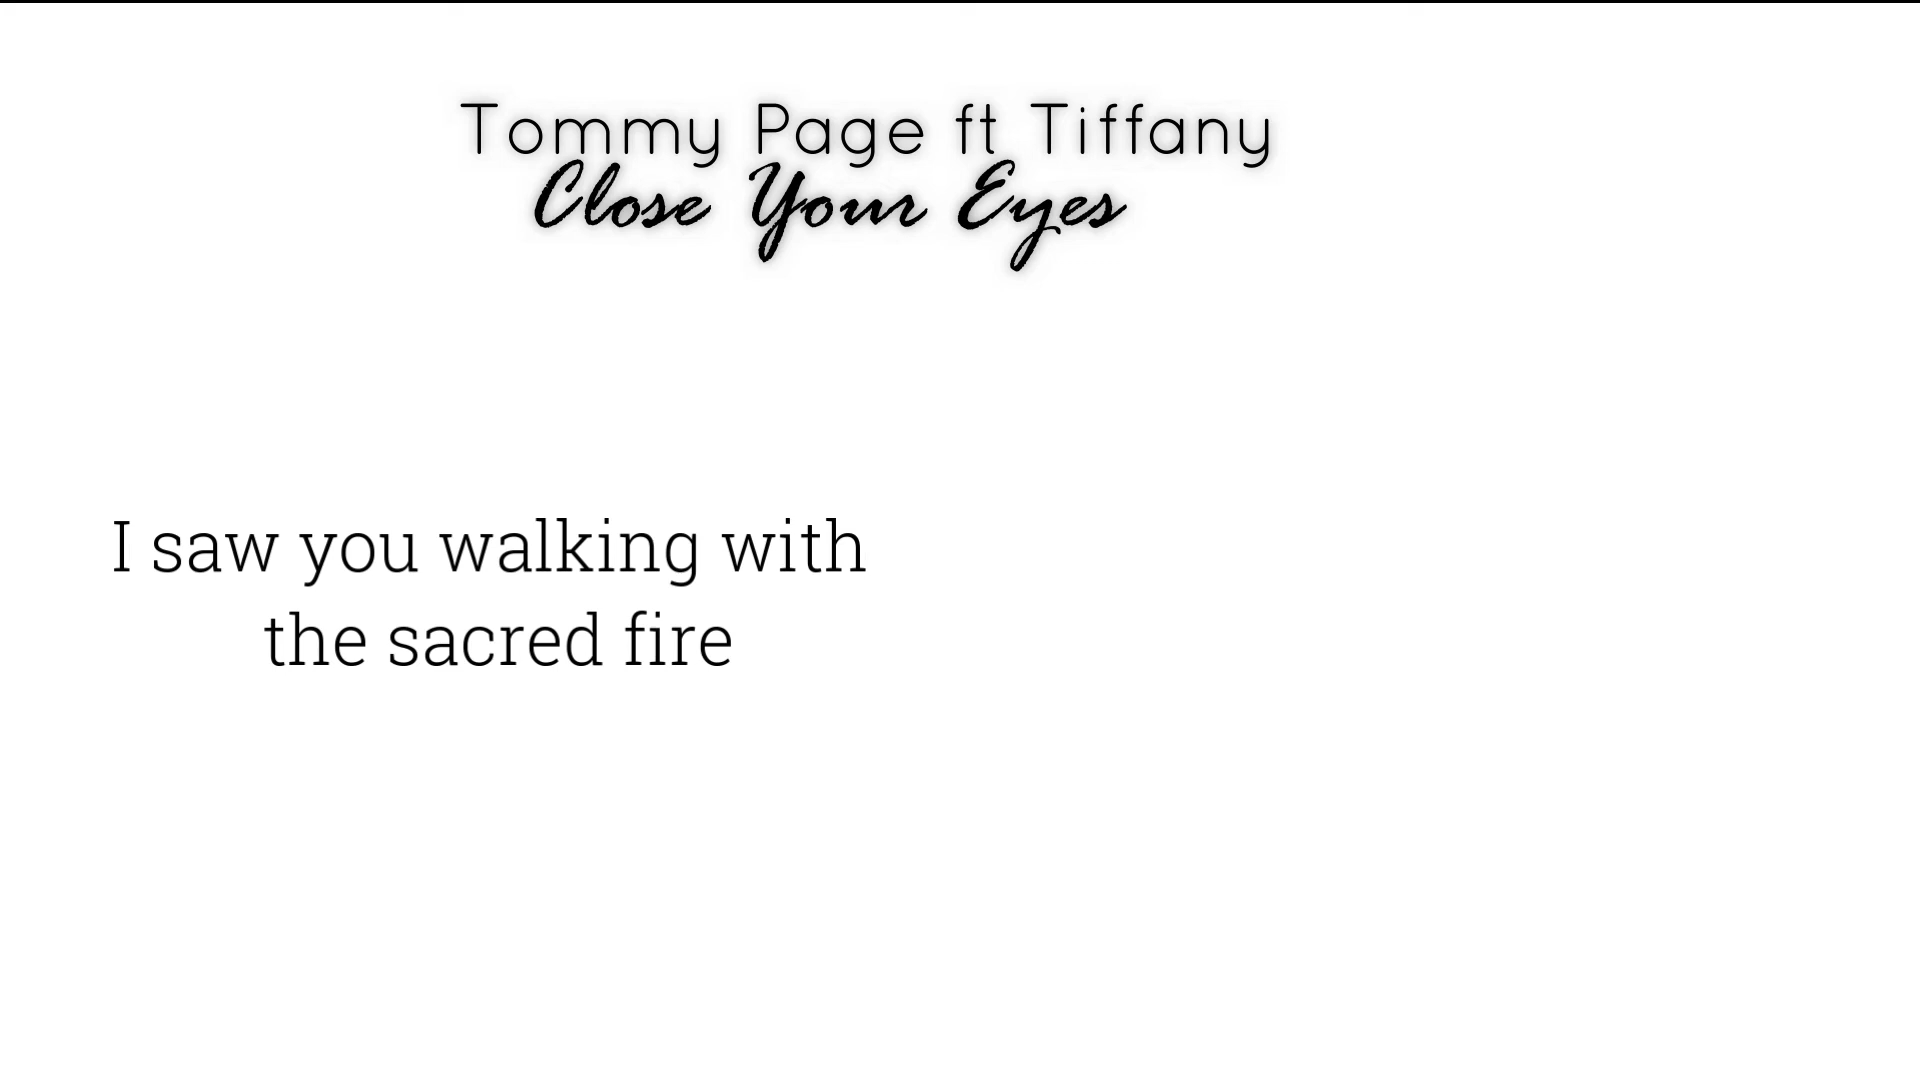 Tommy Page ft Tiffany
Close Your Eyes
I saw you walking with
the sacred fire